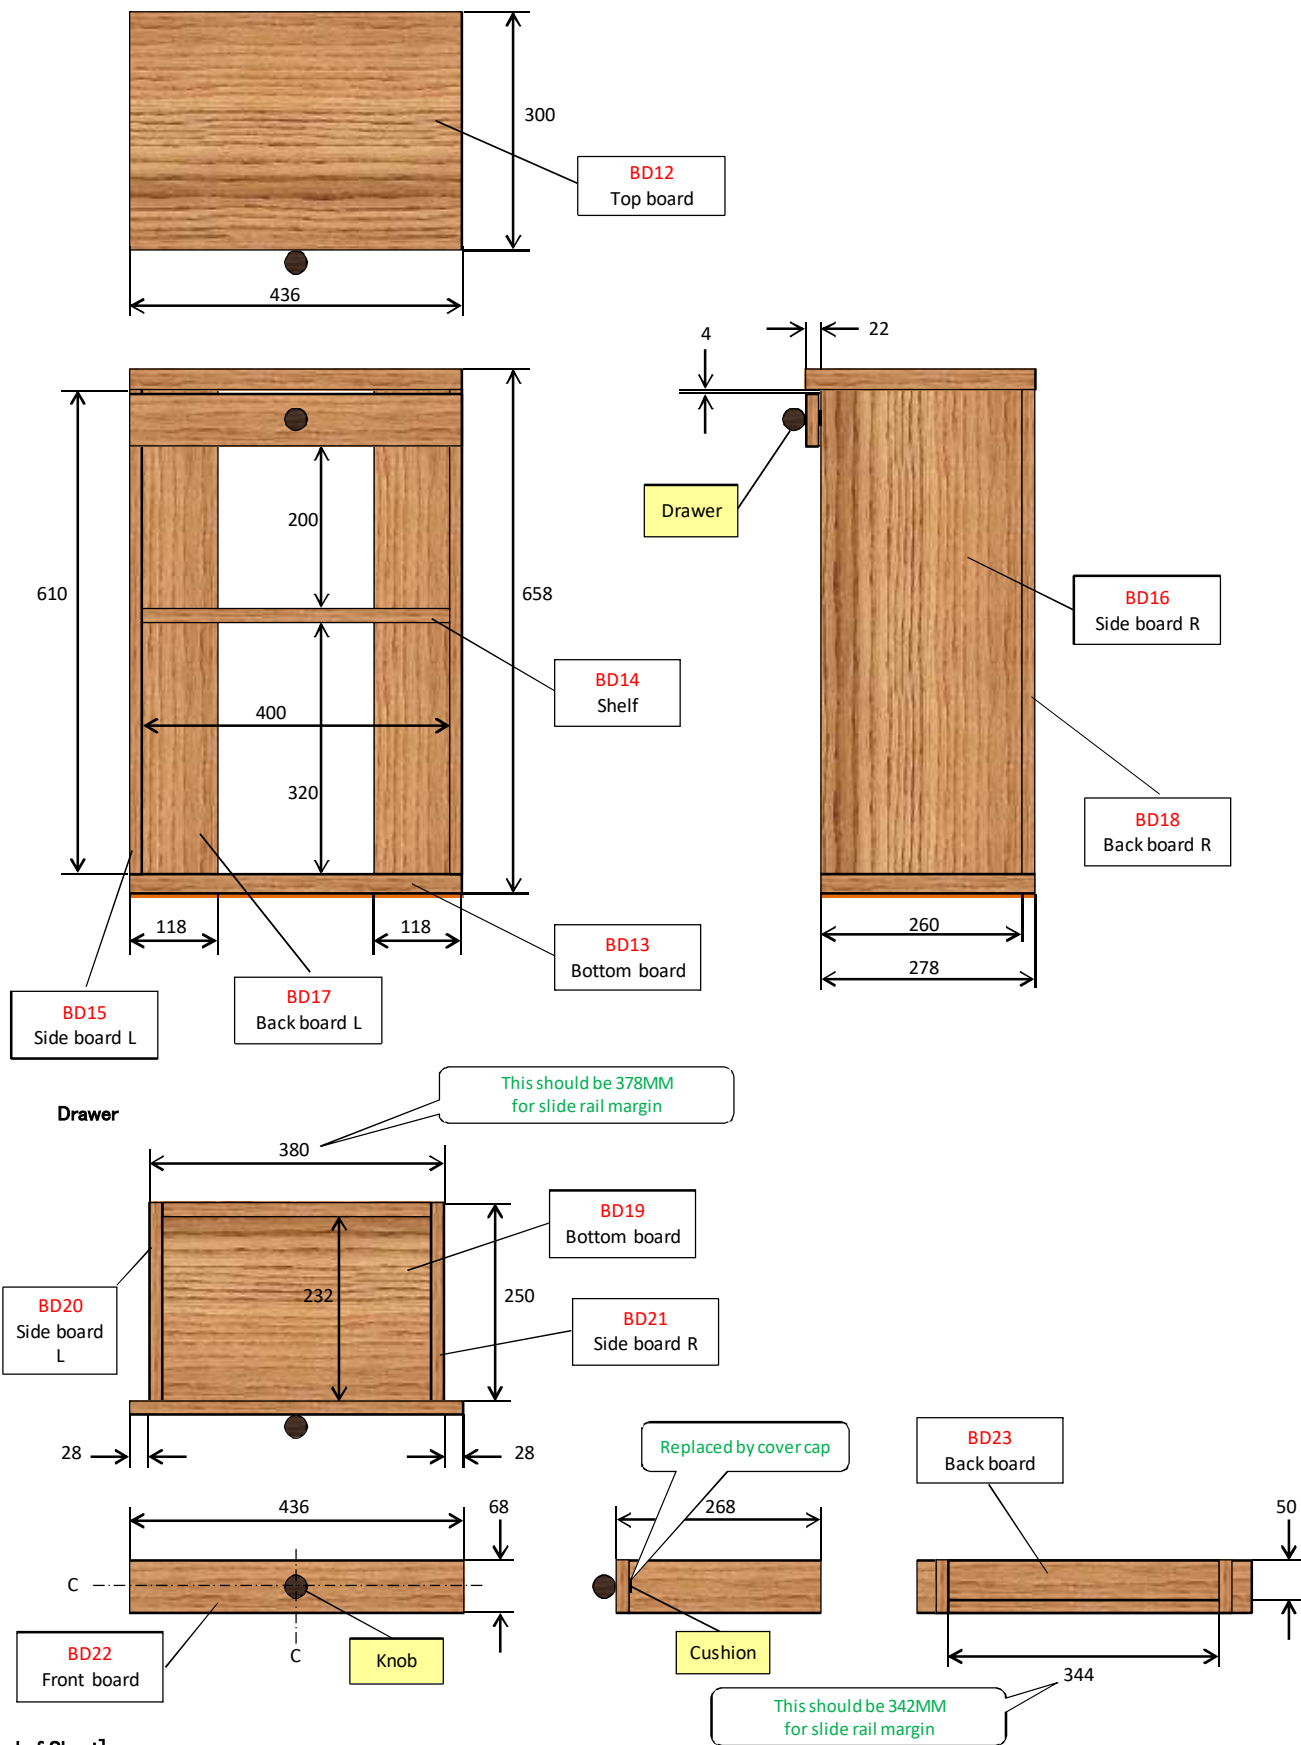 300
BD12
Top board
436
22
4
Drawer
200
610
658
BD16
Side board R
BD14
Shelf
400
320
BD18
Back board R
118
118
BD13
Bottom board
260
278
BD15
Side board L
BD17
Back board L
This should be 378MM
for slide rail margin
Drawer
380
BD19
Bottom board
BD20
Side board
L
232
250
BD21
Side board R
28
28
Replaced by cover cap
BD23
Back board
436
68
268
50
C
C
BD22
Front board
Knob
Cushion
344
This should be 342MM
for slide rail margin